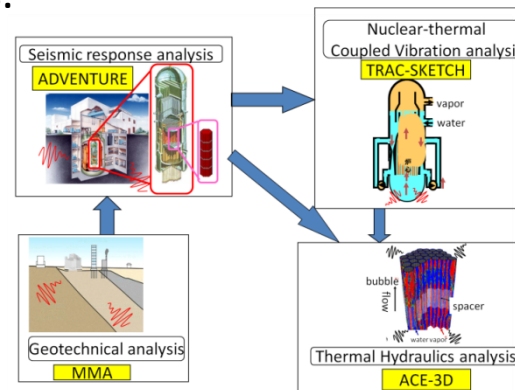 Seismic response analysis
ADVENTURE
Nuclear-thermal
Coupled Vibration analysis
TRAC-SKETCH
vapor
water
Geotechnical analysis
MMA
bubble
flow
spacer
water vapor
Thermal Hydraulics analysis
ACE-3D